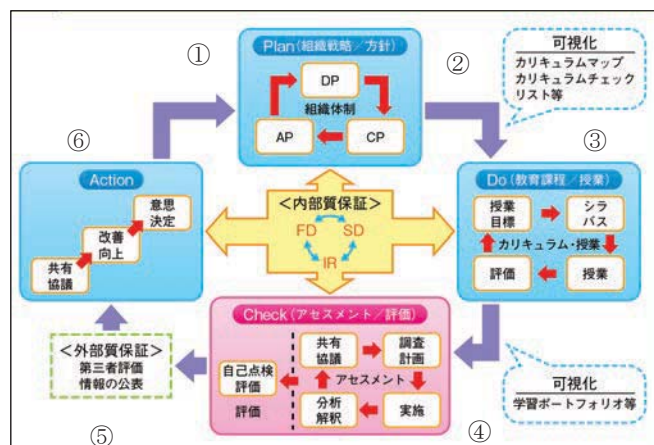 ①
Plan(組織戦略/方針)
DP
組織体制
AP
CP
②
可視化
カリキュラムマップ
カリキュラムチェック
リスト等
③
Do(教育課程/授業)
授業
目標
シラ
バス
カリキュラム・授業
評価
授業
⑥
Action
意思
決定
改善
向上
共有
協議
<内部質保証>
FD
SD
IR
Check(アセスメント/評価)
共有
協議
調査
計画
自己点検
評価
アセスメント
評価
分析
解釈
実施
④
可視化
学習ポートフォリオ等
<外部質保証>
第三者評価
情報の公表
⑤